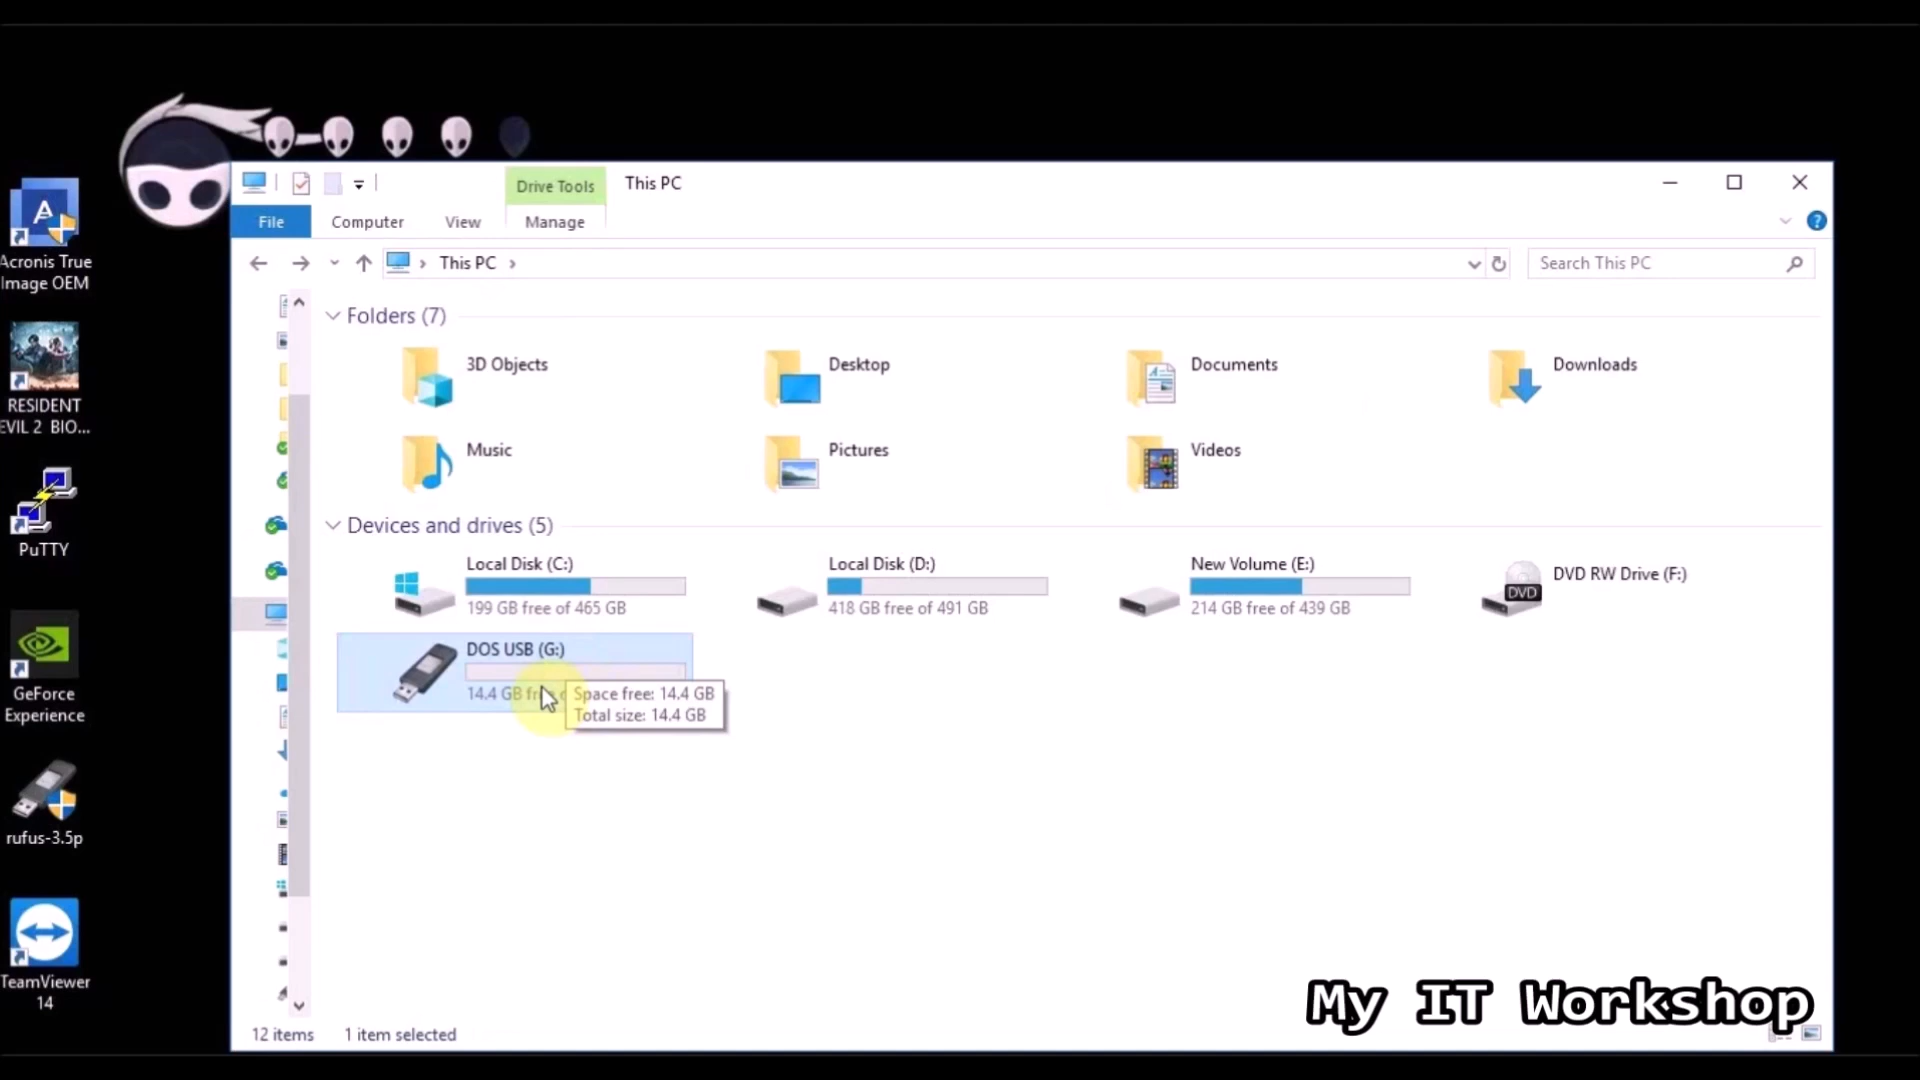 Drive Tools
This PC
File
Computer
View
Manage
This PC
Search This PC
Acronis True
Image OEM
RESIDENT
EVIL 2 BIO...
PuTTY
GeForce
Experience
rufus-3.5p
TeamViewer
14
Folders (7)
3D Objects
Desktop
Documents
Downloads
Music
Pictures
Videos
Devices and drives (5)
Local Disk (C:)
199 GB free of 465 GB
Local Disk (D:)
418 GB free of 491 GB
New Volume (E:)
214 GB free of 439 GB
DVD RW Drive (F:)
DVD
DOS USB (G:)
14.4 GB free
Space free: 14.4 GB
Total size: 14.4 GB
My IT Workshop
12 items
1 item selected